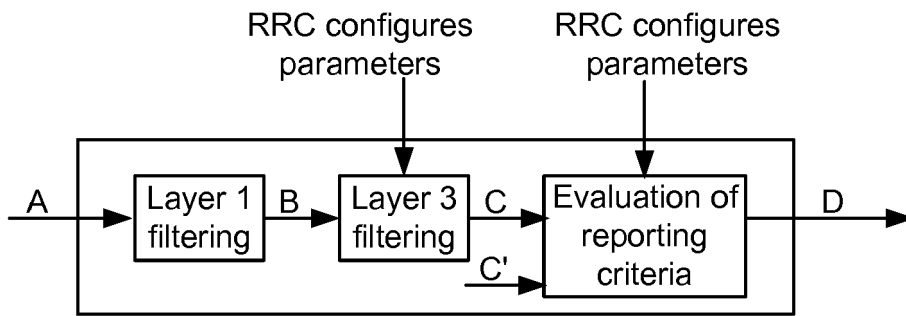 RRC configures
parameters
RRC configures
parameters
A
Layer 1
filtering
B
Layer 3
filtering
C
C'
Evaluation of
reporting
criteria
D